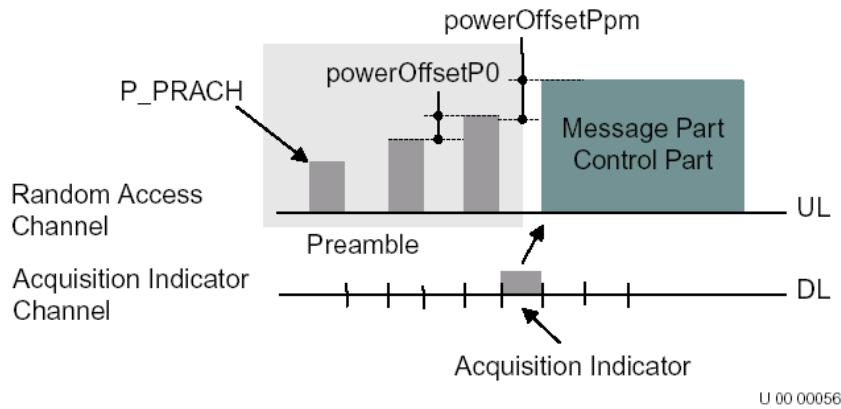 powerOffsetPpm
powerOffsetP0
P_PRACH
Message Part
Control Part
Random Access
Channel
UL
Preamble
Acquisition Indicator
Channel
DL
Acquisition Indicator
U 00 00056